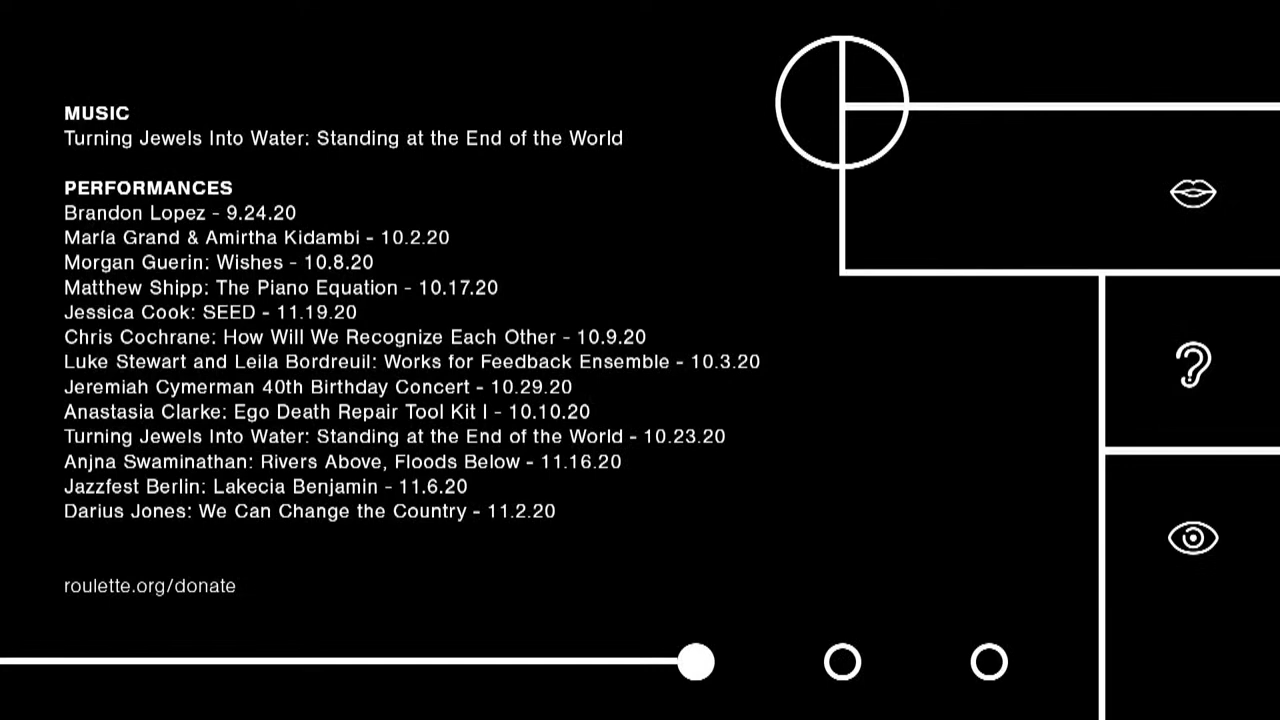 MUSIC
Turning Jewels Into Water: Standing at the End of the World
PERFORMANCES
Brandon Lopez - 9.24.20
María Grand & Amirtha Kidambi - 10.2.20
Morgan Guerin: Wishes - 10.8.20
Matthew Shipp: The Piano Equation - 10.17.20
Jessica Cook: SEED - 11.19.20
Chris Cochrane: How Will We Recognize Each Other - 10.9.20
Luke Stewart and Leila Bordreuil: Works for Feedback Ensemble - 10.3.20
Jeremiah Cymerman 40th Birthday Concert - 10.29.20
Anastasia Clarke: Ego Death Repair Tool Kit I - 10.10.20
Turning Jewels Into Water: Standing at the End of the World - 10.23.20
Anjna Swaminathan: Rivers Above, Floods Below - 11.16.20
Jazzfest Berlin: Lakecia Benjamin - 11.6.20
Darius Jones: We Can Change the Country - 11.2.20
roulette.org/donate